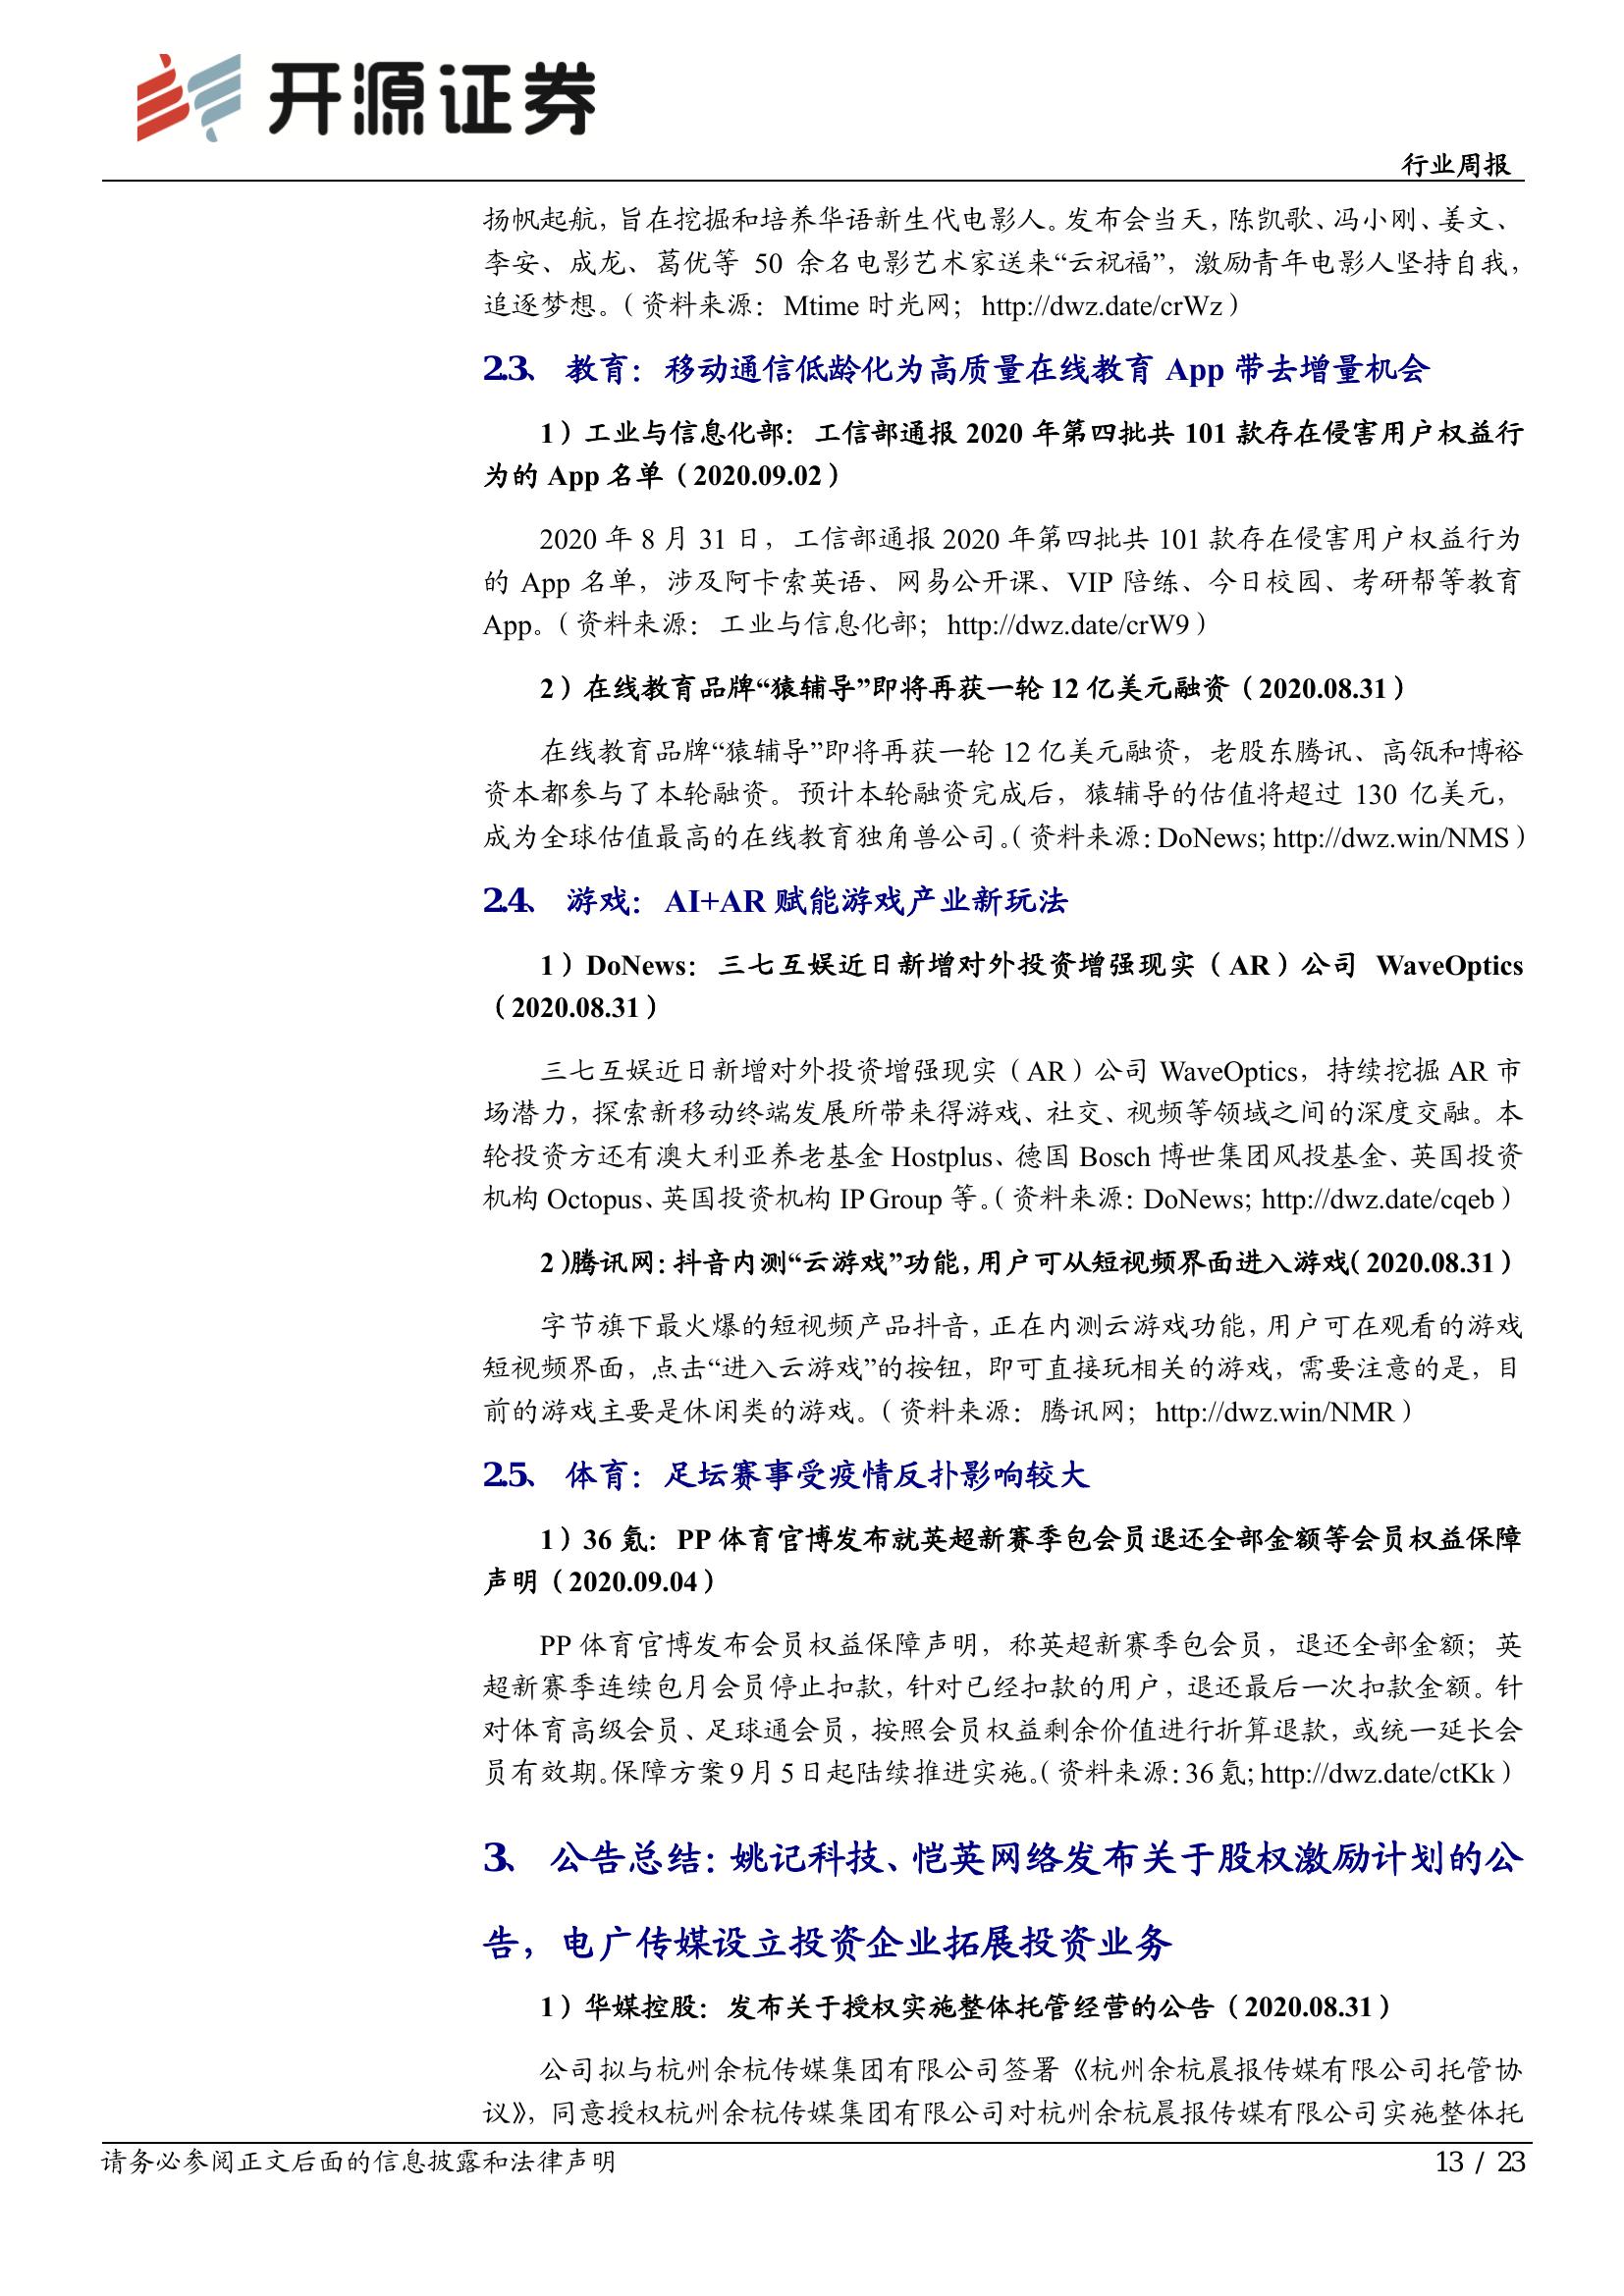 开源证券
行业周报
扬帆起航，旨在挖掘和培养华语新生代电影人。发布会当天，陈凯歌、冯小刚、姜文、
李安、成龙、葛优等 50 余名电影艺术家送来“云祝福”，激励青年电影人坚持自我，
追逐梦想。（资料来源：Mtime 时光网；http://dwz.date/crWz）
2.3、 教育：移动通信低龄化为高质量在线教育 App 带去增量机会
1）工业与信息化部：工信部通报 2020 年第四批共 101 款存在侵害用户权益行
为的 App 名单（2020.09.02）
2020 年 8 月 31 日，工信部通报 2020 年第四批共 101 款存在侵害用户权益行为
的 App 名单，涉及阿卡索英语、网易公开课、VIP 陪练、今日校园、考研帮等教育
App。（资料来源：工业与信息化部；http://dwz.date/crW9）
2）在线教育品牌“猿辅导”即将再获一轮 12 亿美元融资（2020.08.31）
在线教育品牌“猿辅导”即将再获一轮 12 亿美元融资，老股东腾讯、高瓴和博裕
资本都参与了本轮融资。预计本轮融资完成后，猿辅导的估值将超过 130 亿美元，
成为全球估值最高的在线教育独角兽公司。（资料来源：DoNews；http://dwz.win/NMS）
2.4、 游戏：AI+AR 赋能游戏产业新玩法
1）DoNews：三七互娱近日新增对外投资增强现实（AR）公司 WaveOptics
（2020.08.31）
三七互娱近日新增对外投资增强现实（AR）公司 WaveOptics，持续挖掘 AR 市
场潜力，探索新移动终端发展所带来得游戏、社交、视频等领域之间的深度交融。本
轮投资方还有澳大利亚养老基金 Hostplus、德国 Bosch 博世集团风投基金、英国投资
机构 Octopus、英国投资机构 IP Group 等。（资料来源：DoNews；http://dwz.date/cqeb）
2）腾讯网：抖音内测“云游戏”功能，用户可从短视频界面进入游戏（2020.08.31）
字节旗下最火爆的短视频产品抖音，正在内测云游戏功能，用户可在观看的游戏
短视频界面，点击“进入云游戏”的按钮，即可直接玩相关的游戏，需要注意的是，目
前的游戏主要是休闲类的游戏。（资料来源：腾讯网；http://dwz.win/NMR）
2.5、 体育：足坛赛事受疫情反扑影响较大
1）36 氪：PP 体育官博发布就英超新赛季包会员退还全部金额等会员权益保障
声明（2020.09.04）
PP 体育官博发布会员权益保障声明，称英超新赛季包会员，退还全部金额；英
超新赛季连续包月会员停止扣款，针对已经扣款的用户，退还最后一次扣款金额。针
对体育高级会员、足球通会员，按照会员权益剩余价值进行折算退款，或统一延长会
员有效期。保障方案 9 月 5 日起陆续推进实施。（资料来源：36 氪；http://dwz.date/ctKk）
3、 公告总结：姚记科技、恺英网络发布关于股权激励计划的公
告，电广传媒设立投资企业拓展投资业务
1）华媒控股：发布关于授权实施整体托管经营的公告（2020.08.31）
公司拟与杭州余杭传媒集团有限公司签署《杭州余杭晨报传媒有限公司托管协
议》，同意授权杭州余杭传媒集团有限公司对杭州余杭晨报传媒有限公司实施整体托
请务必参阅正文后面的信息披露和法律声明
13 / 23